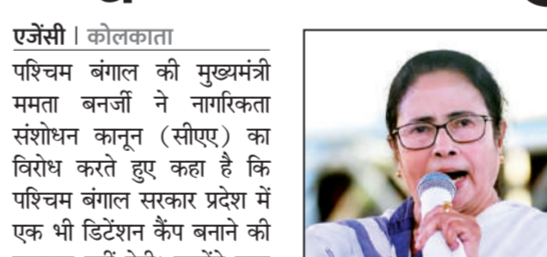 एजेंसी | कोलकाता
पश्चिम बंगाल की मुख्यमंत्री
ममता बनर्जी ने नागरिकता
संशोधन कानून (सीएए) का
विरोध करते हुए कहा है कि
पश्चिम बंगाल सरकार प्रदेश में
एक भी डिटेंशन कैंप बनाने की